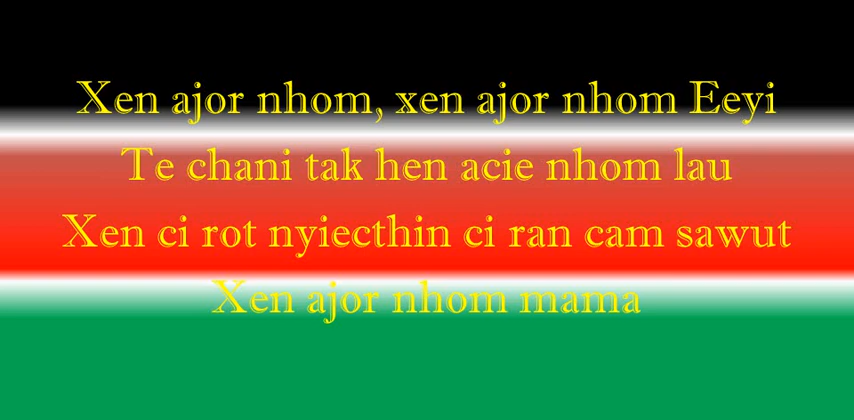 Xen ajor nhom, xen ajor nhom Eeyi
Te chani tak hen acie nhom lau
Xen ci rot nyiecthin ci ran cam sawut
Xen ajor nhom mama